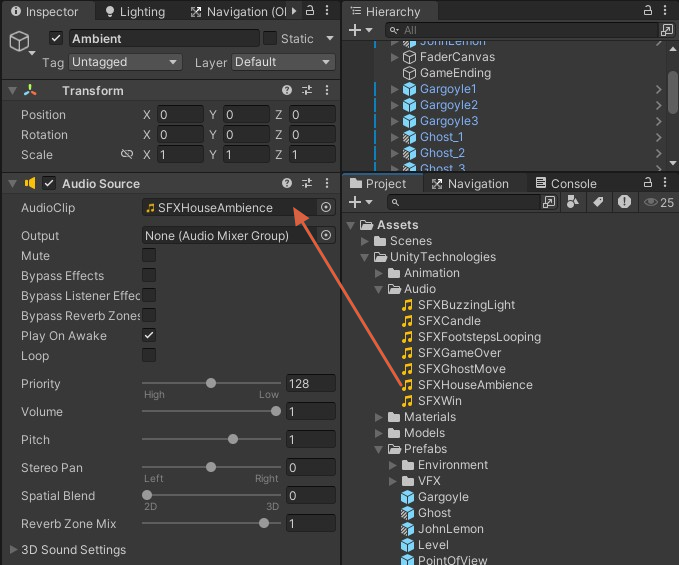 Inspector
Lighting
Navigation (Ol
Ambient
Static
Tag Untagged Layer Default
Transform
Position X 0 Y 0 Z 0
Rotation X 0 Y 0 Z 0
Scale X 1 Y 1 Z 1
Audio Source
AudioClip SFXHouseAmbience
Output None (Audio Mixer Group)
Mute
Bypass Effects
Bypass Listener Effec
Bypass Reverb Zones
Play On Awake
Loop
Priority 128
High Low
Volume 1
Pitch 1
Stereo Pan 0
Left Right
Spatial Blend 0
2D 3D
Reverb Zone Mix 1
3D Sound Settings
Hierarchy
All
JohnLemon
FaderCanvas
GameEnding
Gargoyle1
Gargoyle2
Gargoyle3
Ghost_1
Ghost_2
Ghost_3
Project
Navigation
Console
25
Assets
Scenes
UnityTechnologies
Animation
Audio
SFXBuzzingLight
SFXCandle
SFXFootstepsLooping
SFXGameOver
SFXGhostMove
SFXHouseAmbience
SFXWin
Materials
Models
Prefabs
Environment
VFX
Gargoyle
Ghost
JohnLemon
Level
PointOfView